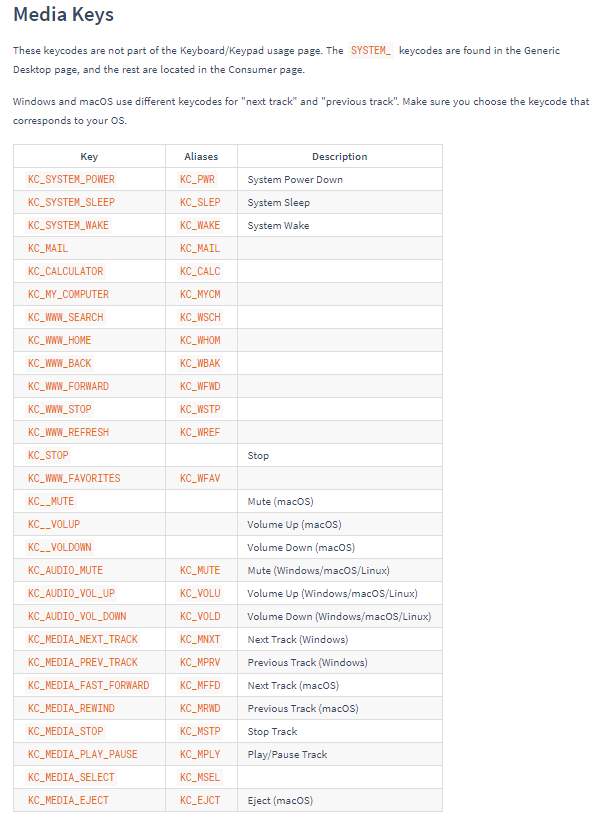 Media Keys
These keycodes are not part of the Keyboard/Keypad usage page. The SYSTEM_ keycodes are found in the Generic
Desktop page, and the rest are located in the Consumer page.
Windows and macOS use different keycodes for "next track" and "previous track". Make sure you choose the keycode that
corresponds to your OS.
Key Aliases Description
KC_SYSTEM_POWER KC_PWR System Power Down
KC_SYSTEM_SLEEP KC_SLEP System Sleep
KC_SYSTEM_WAKE KC_WAKE System Wake
KC_MAIL KC_MAIL
KC_CALCULATOR KC_CALC
KC_MY_COMPUTER KC_MYCM
KC_WWW_SEARCH KC_WSCH
KC_WWW_HOME KC_WHOM
KC_WWW_BACK KC_WBAK
KC_WWW_FORWARD KC_WFWD
KC_WWW_STOP KC_WSTP
KC_WWW_REFRESH KC_WREF
KC_STOP Stop
KC_WWW_FAVORITES KC_WFAV
KC__MUTE Mute (macOS)
KC__VOLUP Volume Up (macOS)
KC__VOLDOWN Volume Down (macOS)
KC_AUDIO_MUTE KC_MUTE Mute (Windows/macOS/Linux)
KC_AUDIO_VOL_UP KC_VOLU Volume Up (Windows/macOS/Linux)
KC_AUDIO_VOL_DOWN KC_VOLD Volume Down (Windows/macOS/Linux)
KC_MEDIA_NEXT_TRACK KC_MNXT Next Track (Windows)
KC_MEDIA_PREV_TRACK KC_MPRV Previous Track (Windows)
KC_MEDIA_FAST_FORWARD KC_MFFD Next Track (macOS)
KC_MEDIA_REWIND KC_MRWD Previous Track (macOS)
KC_MEDIA_STOP KC_MSTP Stop Track
KC_MEDIA_PLAY_PAUSE KC_MPLY Play/Pause Track
KC_MEDIA_SELECT KC_MSEL
KC_MEDIA_EJECT KC_EJCT Eject (macOS)